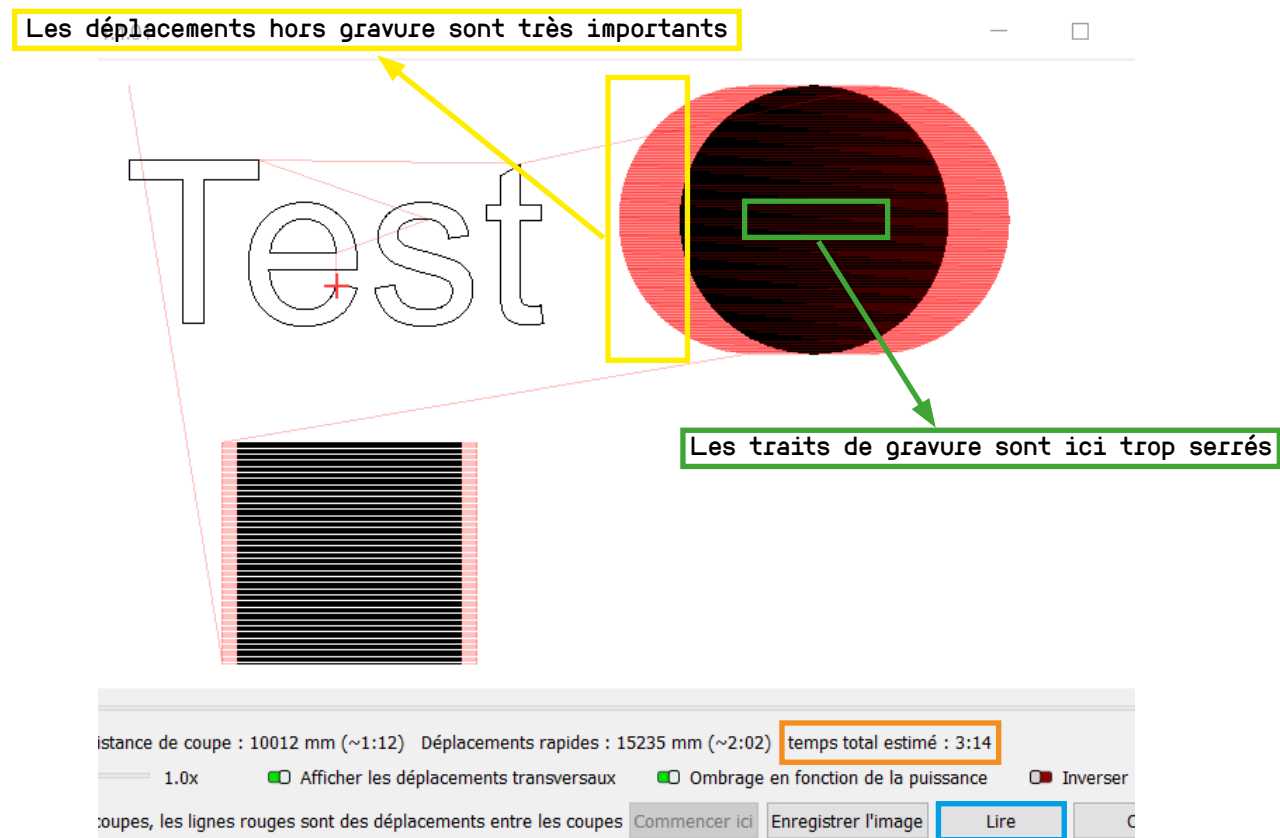 Les déplacements hors gravure sont très importants
Test
Les traits de gravure sont ici trop serrés
istance de coupe : 10012 mm (~1:12) Déplacements rapides : 15235 mm (~2:02) temps total estimé : 3:14
1.0x Afficher les déplacements transversaux Ombrage en fonction de la puissance Inverser
coupes, les lignes rouges sont des déplacements entre les coupes Commencer ici Enregistrer l'image Lire